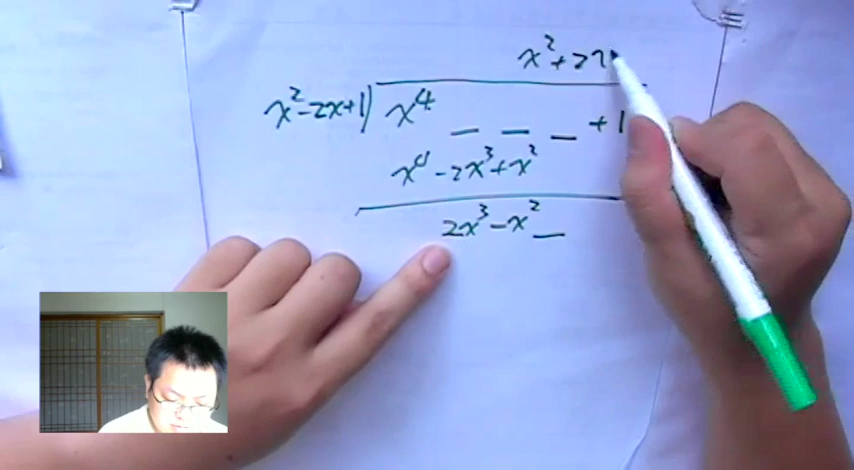 x²+2x
x²-2x+1)x⁴ _ _ _ +1
x⁴-2x³+x²
2x³-x² _